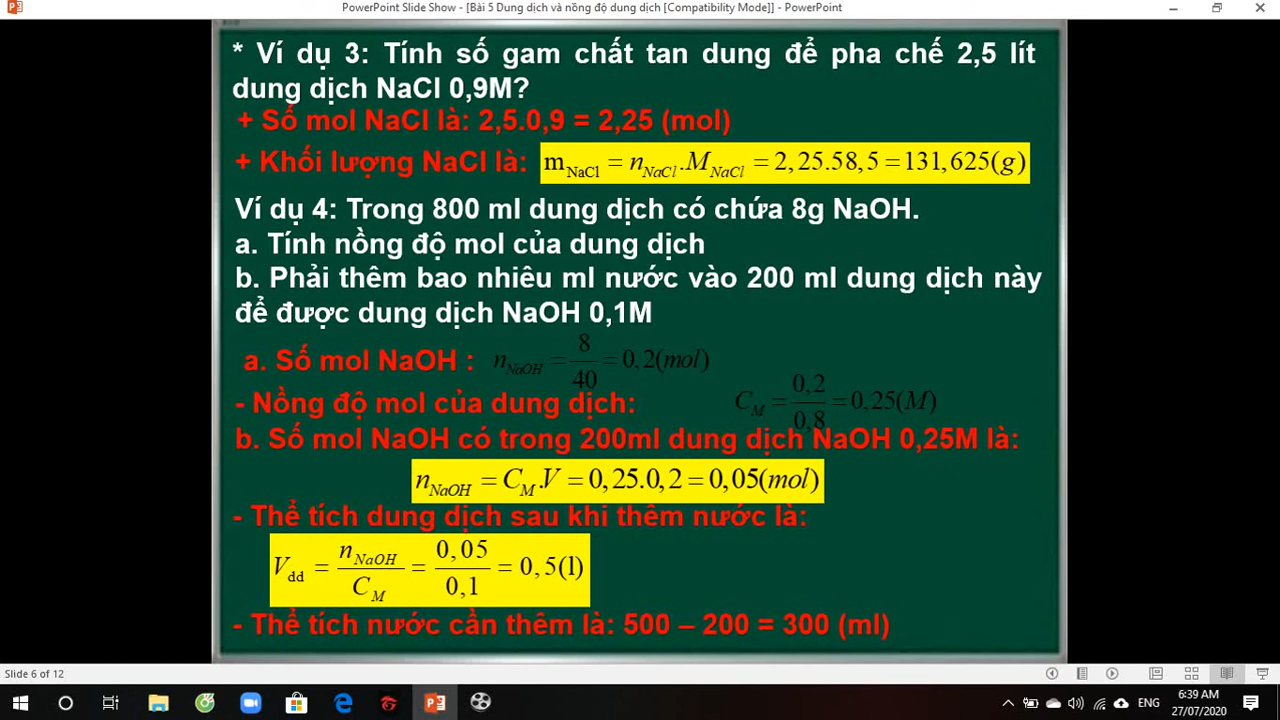 PowerPoint Slide Show - [Bài 5 Dung dịch và nồng độ dung dịch [Compatibility Mode]] - PowerPoint
* Ví dụ 3: Tính số gam chất tan dung để pha chế 2,5 lít
dung dịch NaCl 0,9M?
+ Số mol NaCl là: 2,5.0,9 = 2,25 (mol)
+ Khối lượng NaCl là: m_NaCl = n_NaCl.M_NaCl = 2,25.58,5 = 131,625(g)
Ví dụ 4: Trong 800 ml dung dịch có chứa 8g NaOH.
a. Tính nồng độ mol của dung dịch
b. Phải thêm bao nhiêu ml nước vào 200 ml dung dịch này
để được dung dịch NaOH 0,1M
a. Số mol NaOH : n_NaOH = 8/40 = 0,2(mol)
- Nồng độ mol của dung dịch: C_M = 0,2/0,8 = 0,25(M)
b. Số mol NaOH có trong 200ml dung dịch NaOH 0,25M là:
n_NaOH = C_M.V = 0,25.0,2 = 0,05(mol)
- Thể tích dung dịch sau khi thêm nước là:
V_dd = n_NaOH/C_M = 0,05/0,1 = 0,5(l)
- Thể tích nước cần thêm là: 500 – 200 = 300 (ml)
Slide 6 of 12
ENG
6:39 AM
27/07/2020